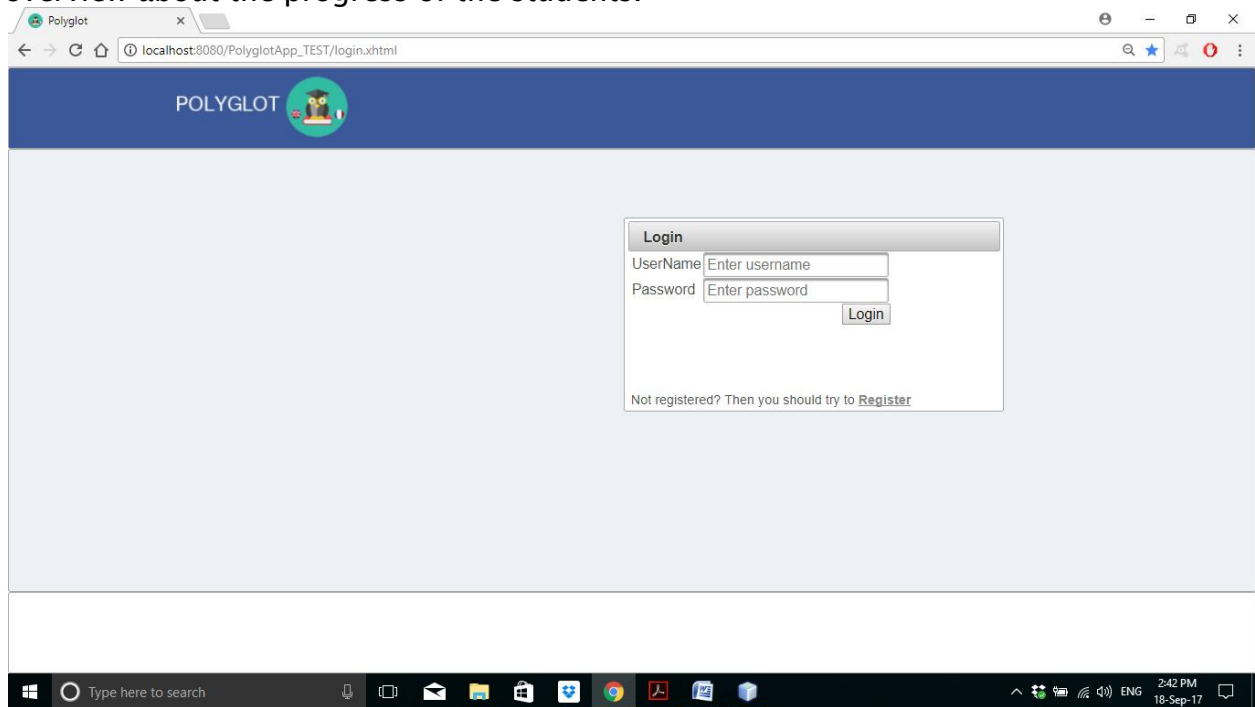 overview about the progress of the students.
Polyglot
localhost:8080/PolyglotApp_TEST/login.xhtml
POLYGLOT
Login
UserName Enter username
Password Enter password
Login
Not registered? Then you should try to Register
Type here to search
ENG
2:42 PM
18-Sep-17